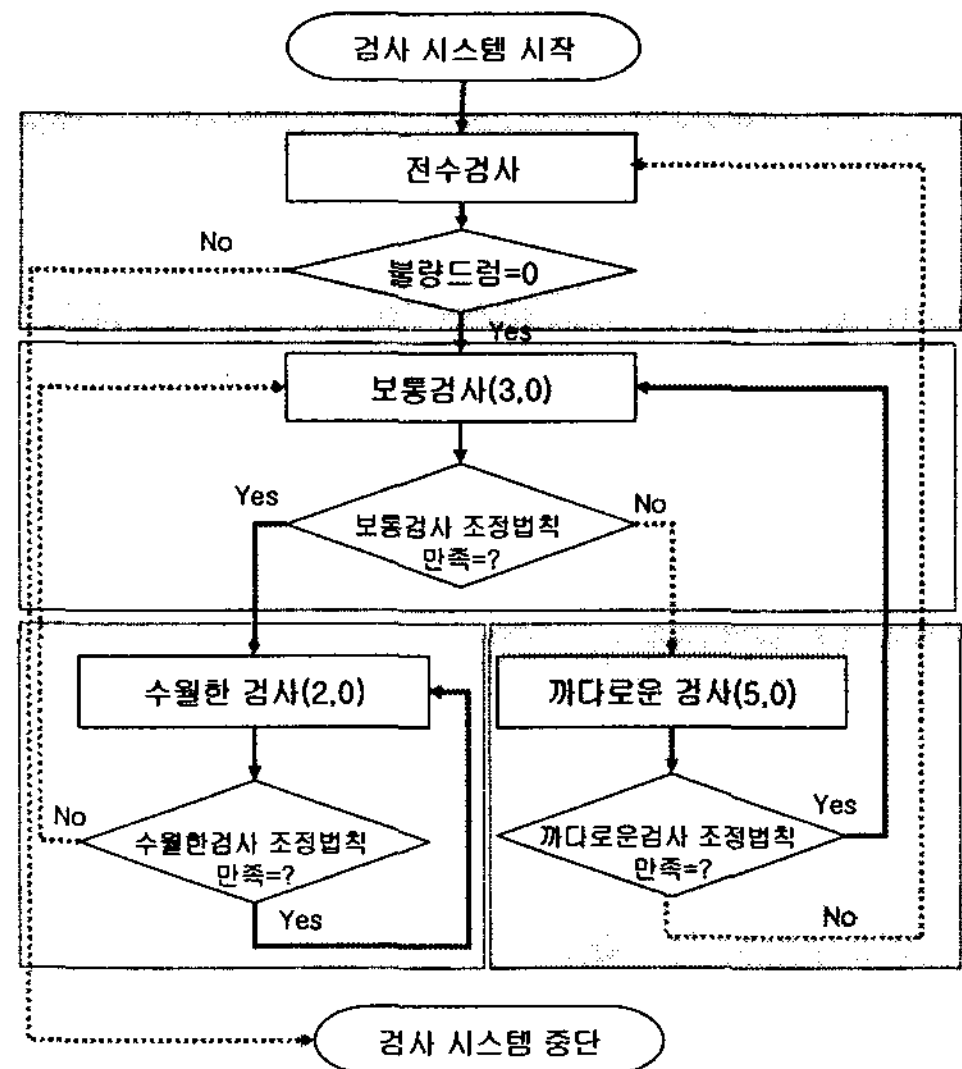 검사 시스템 시작
전수검사
No
불량드럼=0
Yes
보통검사(3,0)
Yes
No
보통검사 조정법칙
만족=?
수월한 검사(2,0)
까다로운 검사(5,0)
No
수월한검사 조정법칙
만족=?
Yes
까다로운검사 조정법칙
만족=?
Yes
No
검사 시스템 중단